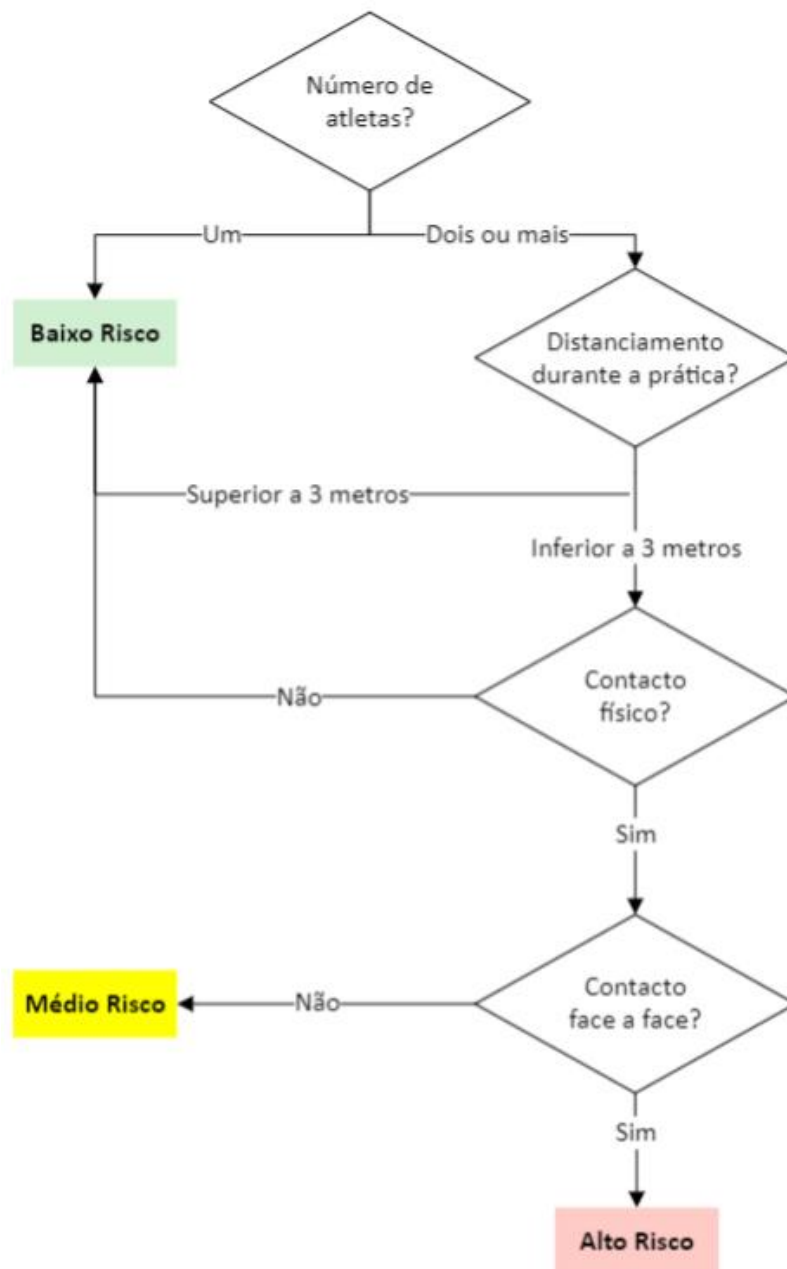 Número de
atletas?
Um
Dois ou mais
Baixo Risco
Distanciamento
durante a prática?
Superior a 3 metros
Inferior a 3 metros
Contacto
físico?
Não
Sim
Contacto
face a face?
Não
Médio Risco
Sim
Alto Risco